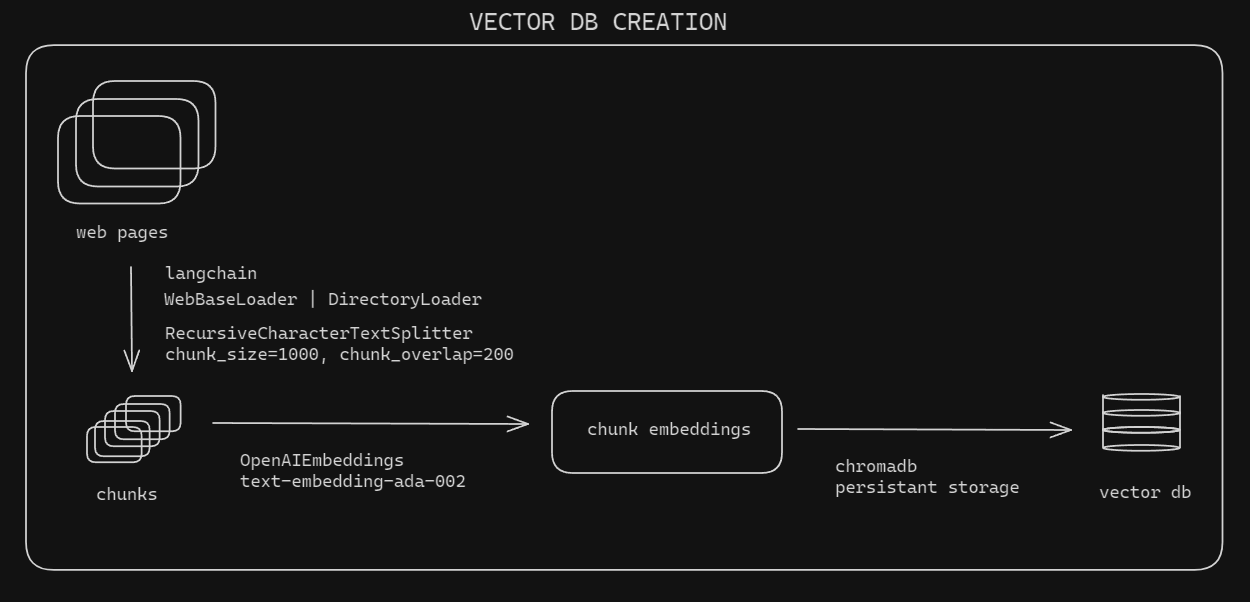 VECTOR DB CREATION
web pages
langchain
WebBaseLoader | DirectoryLoader
RecursiveCharacterTextSplitter
chunk_size=1000, chunk_overlap=200
chunks
OpenAIEmbeddings
text-embedding-ada-002
chunk embeddings
chromadb
persistant storage
vector db